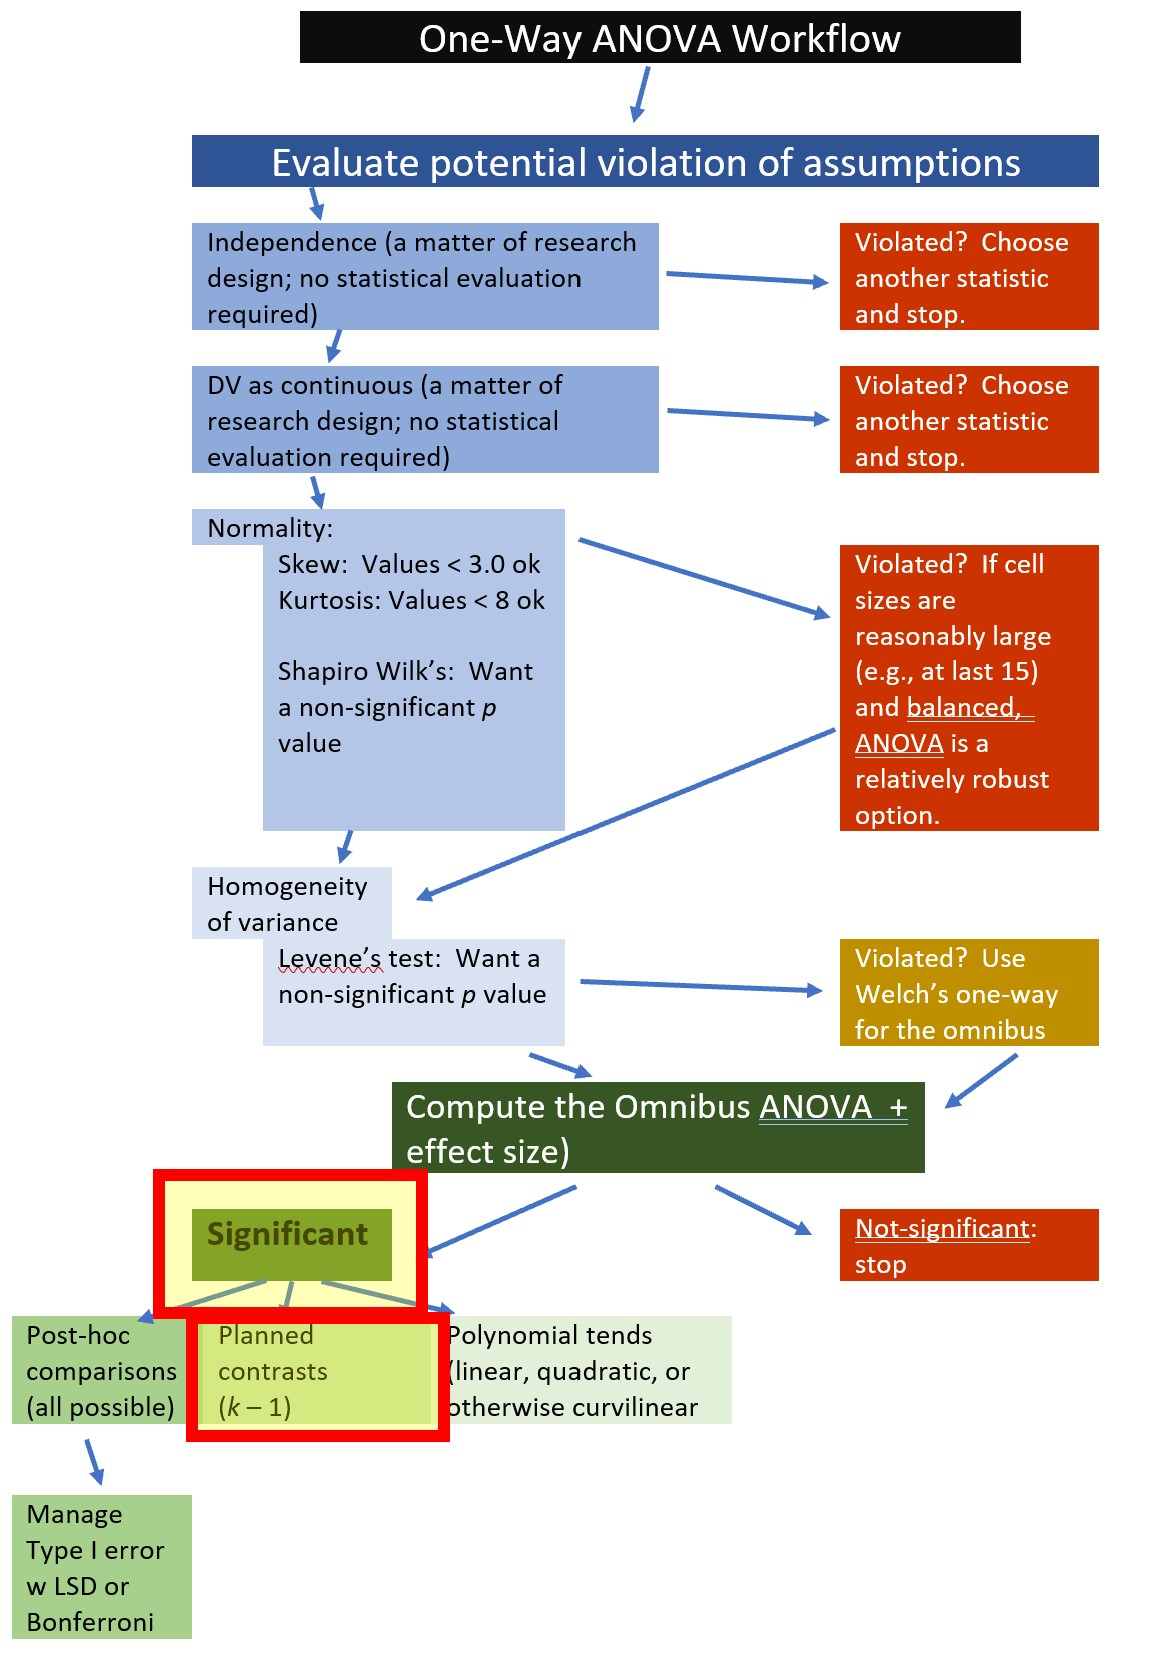 One-Way ANOVA Workflow
Evaluate potential violation of assumptions
Independence (a matter of research
design; no statistical evaluation
required)
Violated?  Choose
another statistic
and stop.
DV as continuous (a matter of
research design; no statistical
evaluation required)
Violated?  Choose
another statistic
and stop.
Normality:
Skew:  Values < 3.0 ok
Kurtosis: Values < 8 ok
Shapiro Wilk’s:  Want
a non-significant p
value
Violated?  If cell
sizes are
reasonably large
(e.g., at last 15)
and balanced,
ANOVA is a
relatively robust
option.
Homogeneity
of variance
Levene’s test:  Want a
non-significant p value
Violated?  Use
Welch’s one-way
for the omnibus
Compute the Omnibus ANOVA  +
effect size)
Significant
Not-significant:
stop
Post-hoc
comparisons
(all possible)
Planned
contrasts
(k – 1)
Polynomial tends
(linear, quadratic, or
otherwise curvilinear
Manage
Type I error
w LSD or
Bonferroni